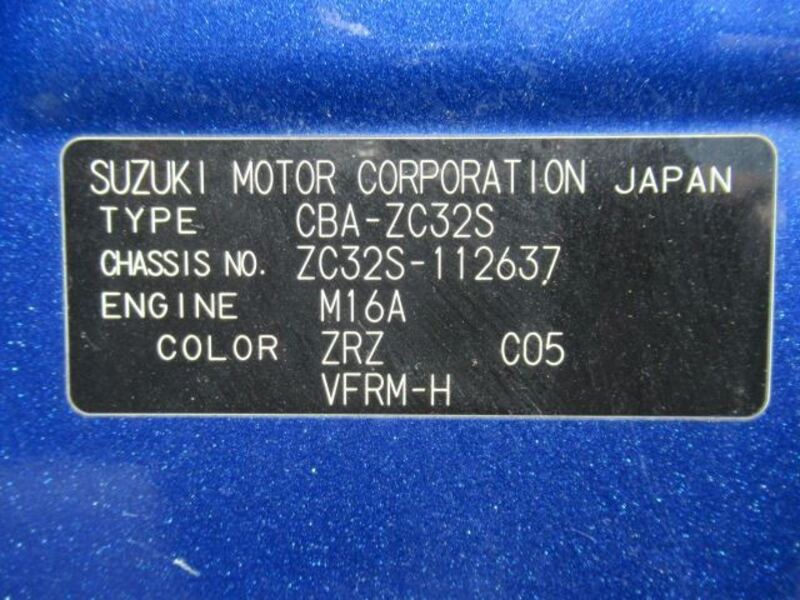 SUZUKI MOTOR CORPORATION JAPAN
TYPE CBA-ZC32S
CHASSIS NO. ZC32S-112637
ENGINE M16A
COLOR ZRZ C05
VFRM-H